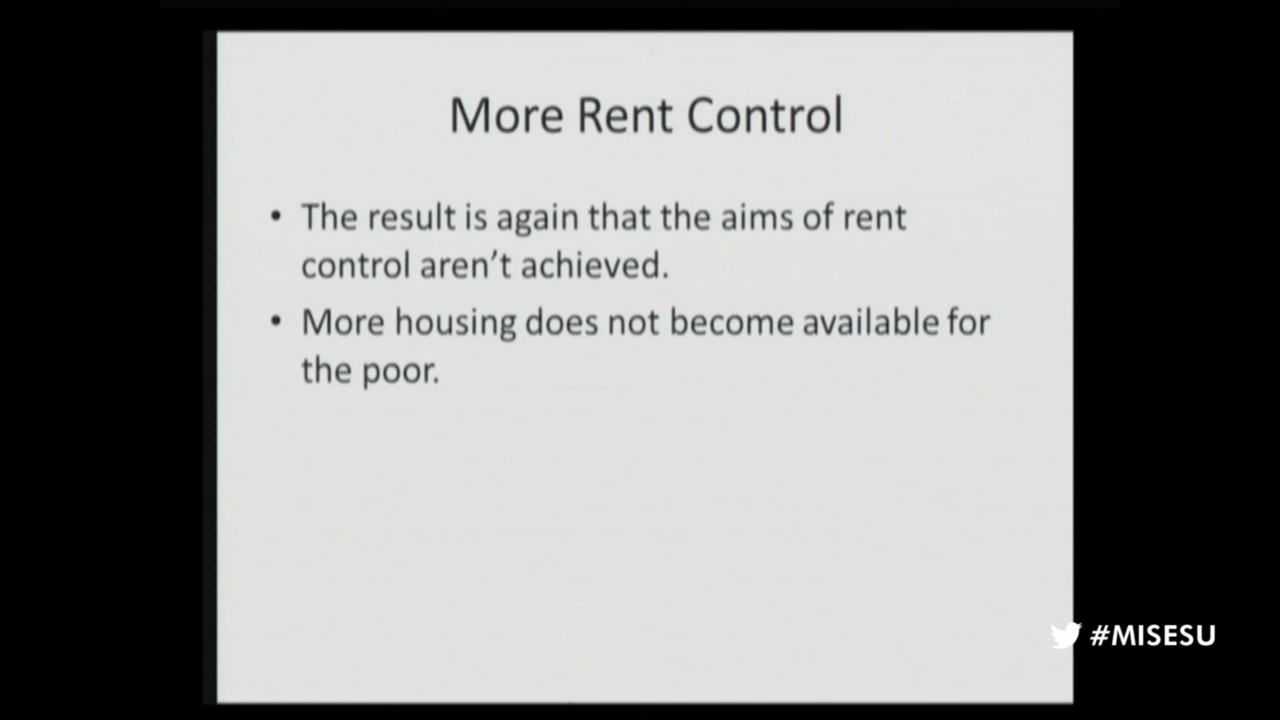 More Rent Control
• The result is again that the aims of rent
control aren't achieved.
• More housing does not become available for
the poor.
#MISESU